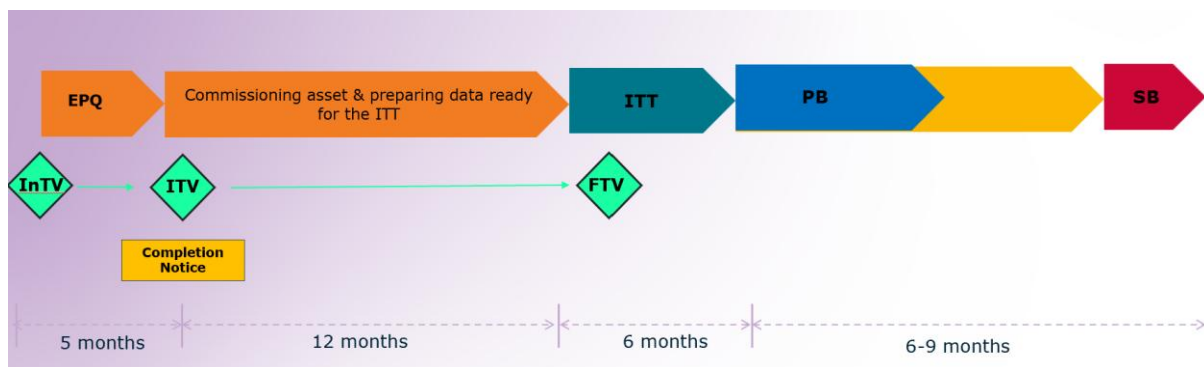 EPQ
Commissioning asset & preparing data ready
for the ITT
ITT
PB
SB
InTV
ITV
FTV
Completion
Notice
5 months
12 months
6 months
6-9 months